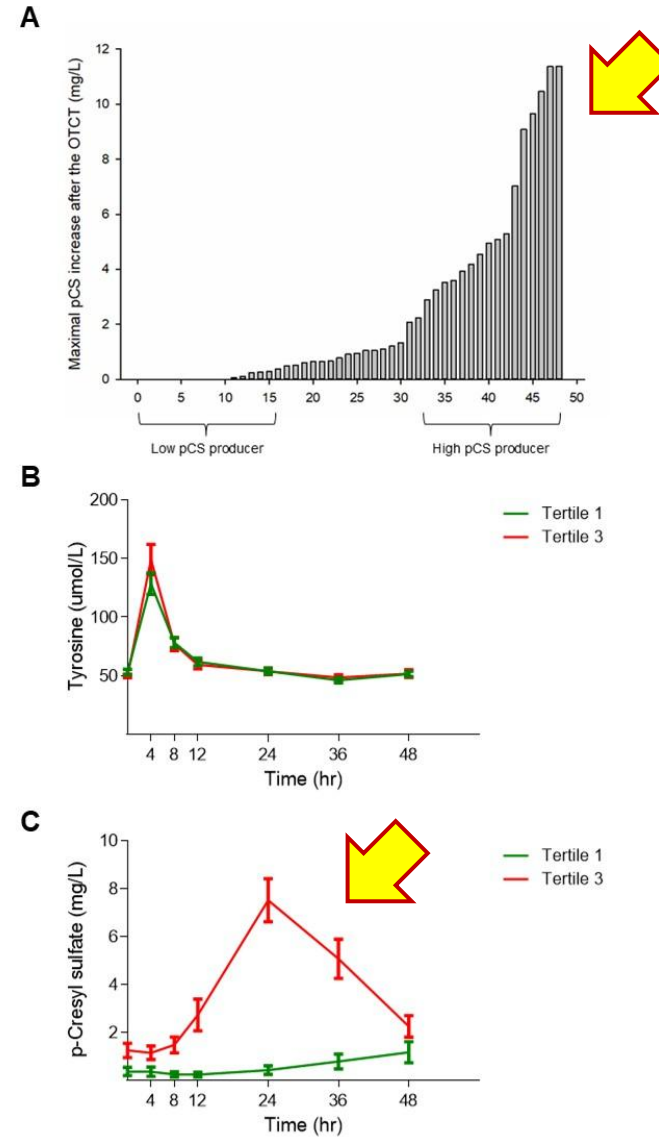 A
Maximal pCS increase after the OTCT (mg/L)
12
10
8
6
4
2
0
0 5 10 15 20 25 30 35 40 45 50
Low pCS producer High pCS producer
B
Tyrosine (umol/L)
200
150
100
50
4 8 12 24 36 48
Time (hr)
Tertile 1
Tertile 3
C
p-Cresyl sulfate (mg/L)
10
8
6
4
2
4 8 12 24 36 48
Time (hr)
Tertile 1
Tertile 3